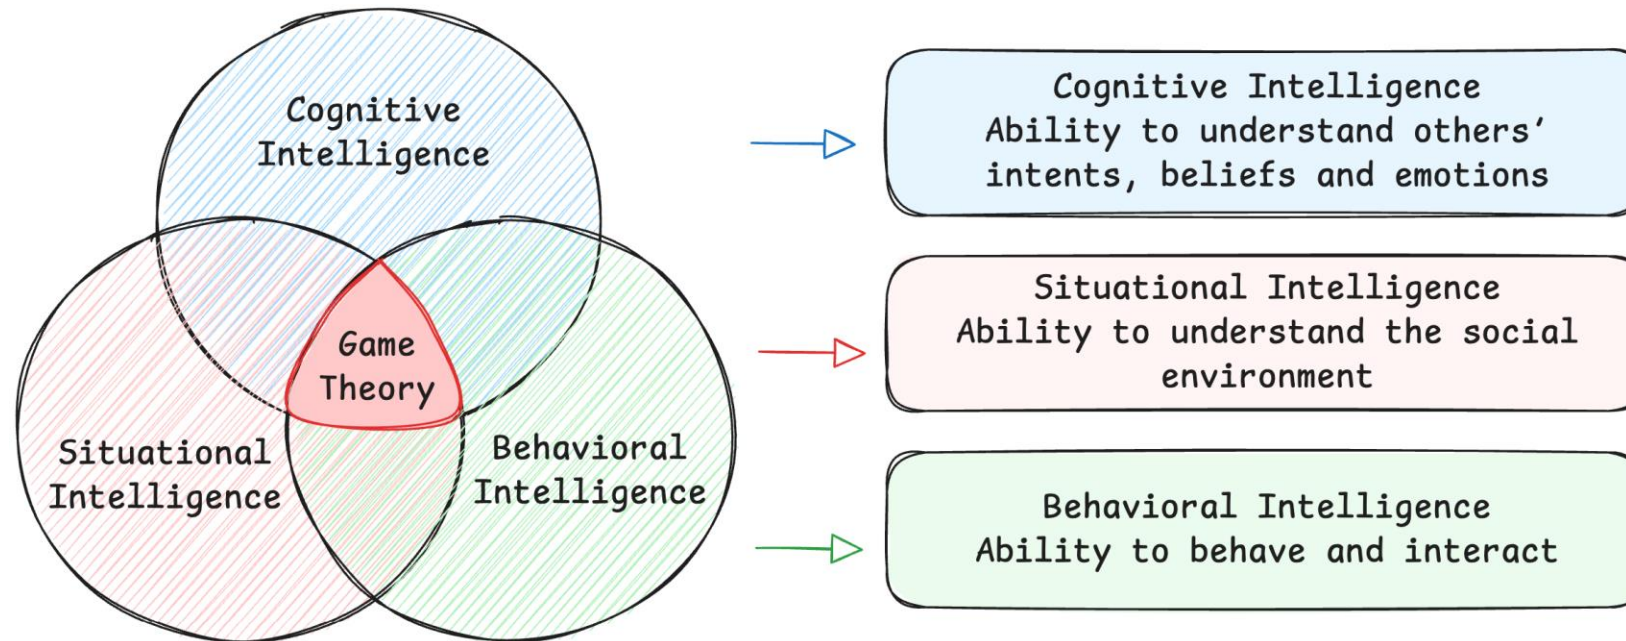 Cognitive
Intelligence
Game
Theory
Situational
Intelligence
Behavioral
Intelligence
Cognitive Intelligence
Ability to understand others’
intents, beliefs and emotions
Situational Intelligence
Ability to understand the social
environment
Behavioral Intelligence
Ability to behave and interact